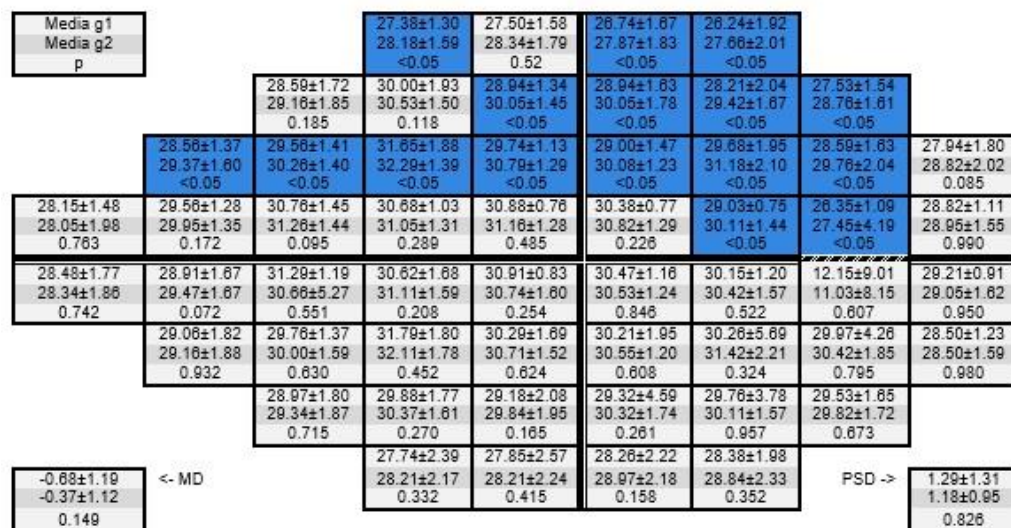 Media g1 27.38±1.30 27.50±1.58 26.74±1.67 26.24±1.92
Media g2 28.18±1.59 28.34±1.79 27.87±1.83 27.66±2.01
p <0.05 0.52 <0.05 <0.05
28.59±1.72 30.00±1.93 28.94±1.34 28.94±1.63 28.21±2.04 27.53±1.54
29.16±1.85 30.53±1.50 30.05±1.45 30.05±1.78 29.42±1.67 28.76±1.61
0.185 0.118 <0.05 <0.05 <0.05 <0.05
28.56±1.37 29.56±1.41 31.65±1.88 29.74±1.13 29.00±1.47 29.68±1.95 28.59±1.63 27.94±1.80
29.37±1.60 30.26±1.40 32.29±1.39 30.79±1.29 30.08±1.23 31.18±2.10 29.76±2.04 28.82±2.02
<0.05 <0.05 <0.05 <0.05 <0.05 <0.05 <0.05 0.085
28.15±1.48 29.56±1.28 30.76±1.45 30.68±1.03 30.88±0.76 30.38±0.77 29.03±0.75 26.35±1.09 28.82±1.11
28.05±1.98 29.95±1.35 31.26±1.44 31.05±1.31 31.16±1.28 30.82±1.29 30.11±1.44 27.45±4.19 28.95±1.55
0.763 0.172 0.095 0.289 0.485 0.226 <0.05 <0.05 0.990
28.48±1.77 28.91±1.67 31.29±1.19 30.62±1.68 30.91±0.83 30.47±1.16 30.15±1.20 12.15±9.01 29.21±0.91
28.34±1.86 29.47±1.67 30.66±5.27 31.11±1.59 30.74±1.60 30.53±1.24 30.42±1.57 11.03±8.15 29.05±1.62
0.742 0.072 0.551 0.208 0.254 0.846 0.522 0.607 0.950
29.06±1.82 29.76±1.37 31.79±1.80 30.29±1.69 30.21±1.95 30.26±5.69 29.97±4.26 28.50±1.23
29.16±1.88 30.00±1.59 32.11±1.78 30.71±1.52 30.55±1.20 31.42±2.21 30.42±1.85 28.50±1.59
0.932 0.630 0.452 0.624 0.608 0.324 0.795 0.980
28.97±1.80 29.88±1.77 29.18±2.08 29.32±4.59 29.76±3.78 29.53±1.65
29.34±1.87 30.37±1.61 29.84±1.95 30.32±1.74 30.11±1.57 29.82±1.72
0.715 0.270 0.165 0.261 0.957 0.673
27.74±2.39 27.85±2.57 28.26±2.22 28.38±1.98
-0.68±1.19 <- MD 28.21±2.17 28.21±2.24 28.97±2.18 28.84±2.33 PSD -> 1.29±1.31
-0.37±1.12 0.332 0.415 0.158 0.352 1.18±0.95
0.149 0.826